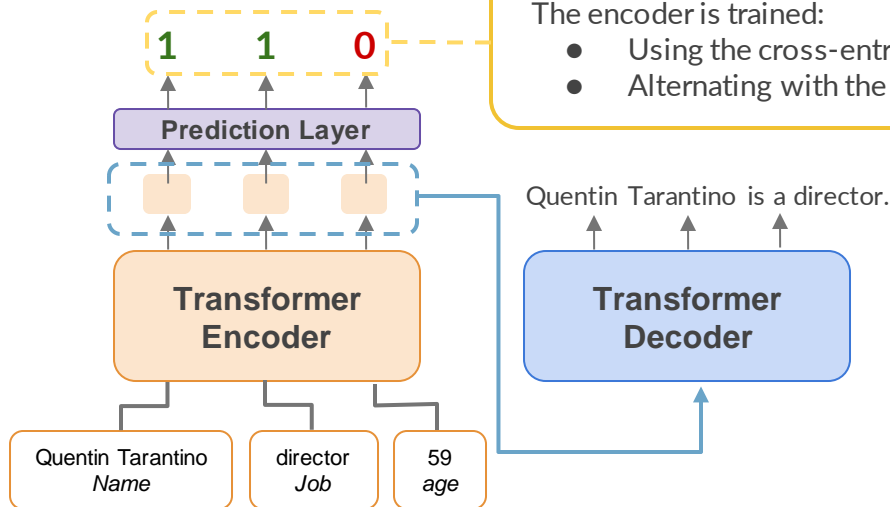 The encoder is trained:
● Using the cross-entr
● Alternating with the
1 1 0
Prediction Layer
Quentin Tarantino is a director.
Transformer
Encoder
Transformer
Decoder
Quentin Tarantino
Name
director
Job
59
age